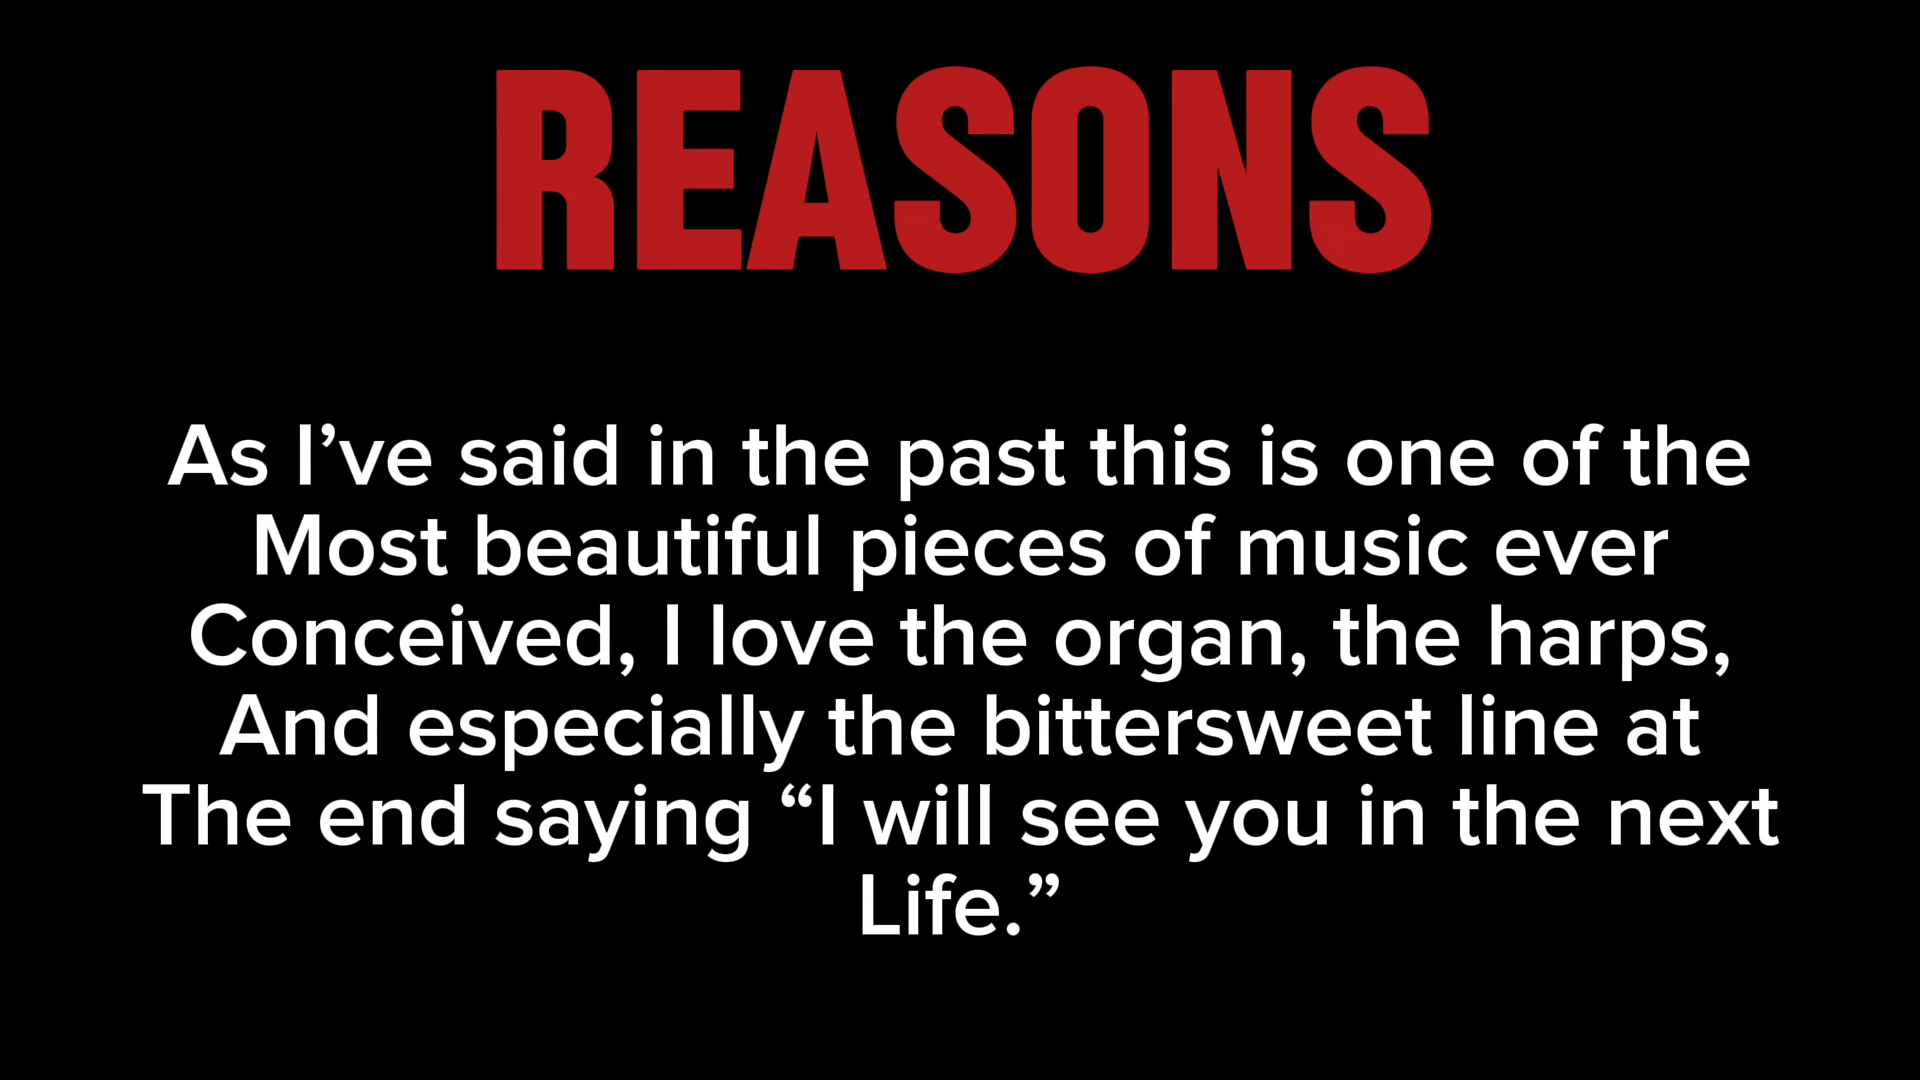 REASONS
As I’ve said in the past this is one of the
Most beautiful pieces of music ever
Conceived, I love the organ, the harps,
And especially the bittersweet line at
The end saying “I will see you in the next
Life.”